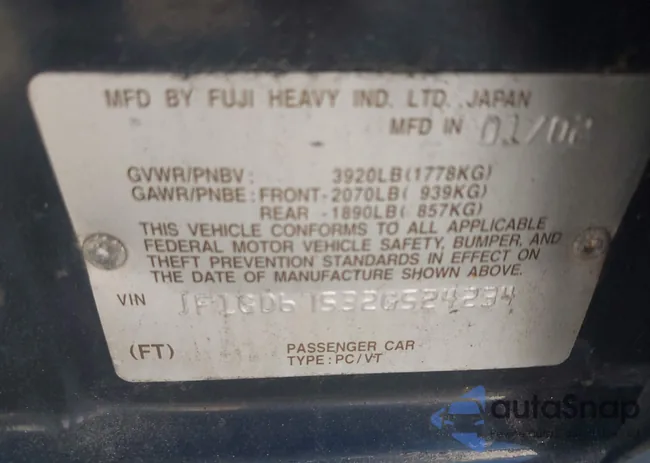 MFD BY FUJI HEAVY IND. LTD. JAPAN
MFD IN 01/02
GVWR/PNBV: 3920LB(1778KG)
GAWR/PNBE: FRONT-2070LB( 939KG)
REAR -1890LB( 857KG)
THIS VEHICLE CONFORMS TO ALL APPLICABLE
FEDERAL MOTOR VEHICLE SAFETY, BUMPER, AND
THEFT PREVENTION STANDARDS IN EFFECT ON
THE DATE OF MANUFACTURE SHOWN ABOVE.
VIN
(FT)
PASSENGER CAR
TYPE: PC/VT
autoSnap